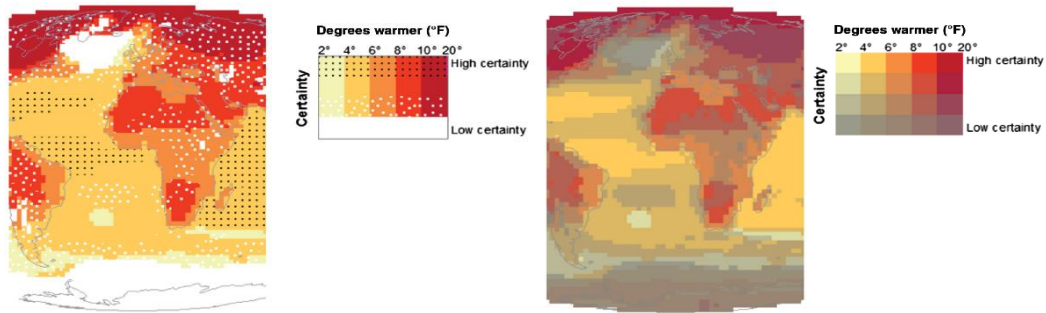 Degrees warmer (°F)
2° 4 6° 8° 10° 20°
High certainty
Certainty
Low certainty
Degrees warmer (°F)
2° 4 6° 8° 10° 20°
High certainty
Certainty
Low certainty